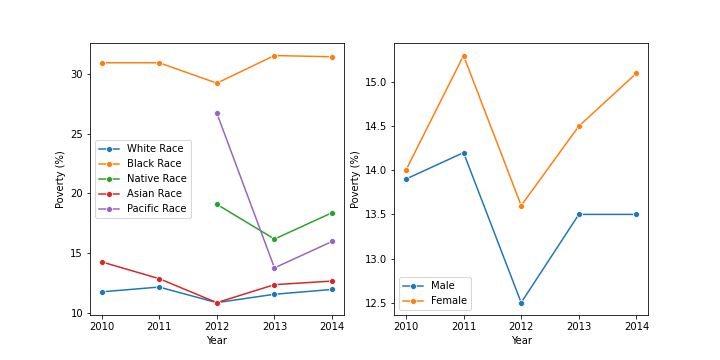 Poverty (%)
30
25
20
15
10
White Race
Black Race
Native Race
Asian Race
Pacific Race
2010 2011 2012 2013 2014
Year
Poverty (%)
15.0
14.5
14.0
13.5
13.0
12.5
Male
Female
2010 2011 2012 2013 2014
Year